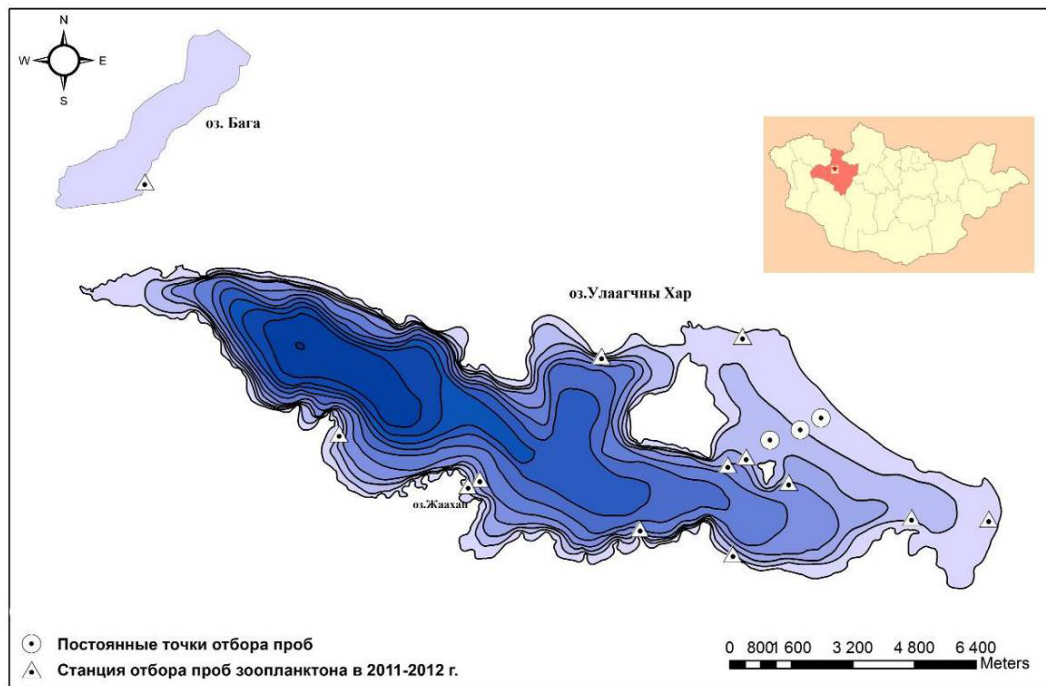 N
W E
S
оз. Бага
оз.Улаагчны Хар
оз.Жаахан
Постоянные точки отбора проб
Станция отбора проб зоопланктона в 2011-2012 г.
0 800 1 600 3 200 4 800 6 400
Meters